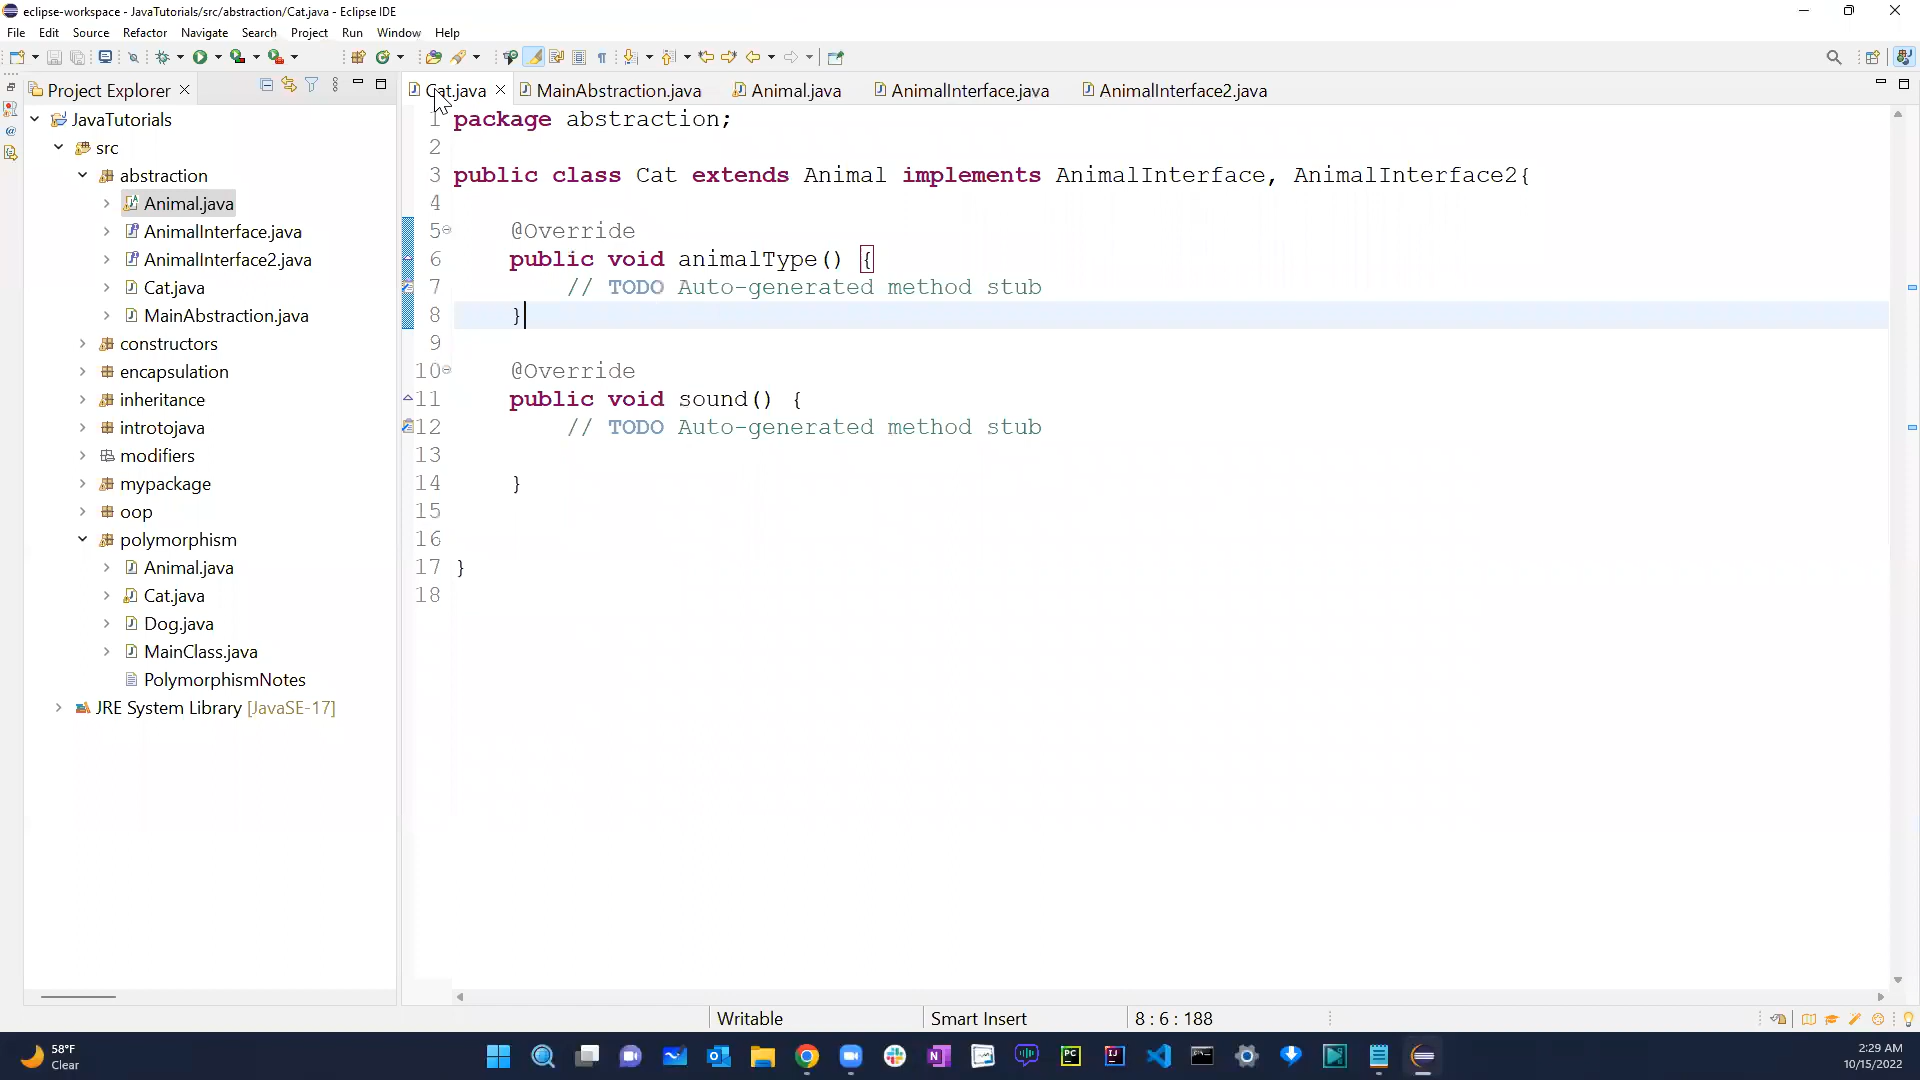 eclipse-workspace - JavaTutorials/src/abstraction/Cat.java - Eclipse IDE
File Edit Source Refactor Navigate Search Project Run Window Help
Project Explorer
Cat.java MainAbstraction.java Animal.java AnimalInterface.java AnimalInterface2.java
JavaTutorials
src
abstraction
Animal.java
AnimalInterface.java
AnimalInterface2.java
Cat.java
MainAbstraction.java
constructors
encapsulation
inheritance
introtojava
modifiers
mypackage
oop
polymorphism
Animal.java
Cat.java
Dog.java
MainClass.java
PolymorphismNotes
JRE System Library [JavaSE-17]
1 package abstraction;
2
3 public class Cat extends Animal implements AnimalInterface, AnimalInterface2{
4
5 @Override
6 public void animalType() {
7 // TODO Auto-generated method stub
8 }
9
10 @Override
11 public void sound() {
12 // TODO Auto-generated method stub
13
14 }
15
16
17 }
18
Writable Smart Insert 8 : 6 : 188
58°F
Clear
2:29 AM
10/15/2022